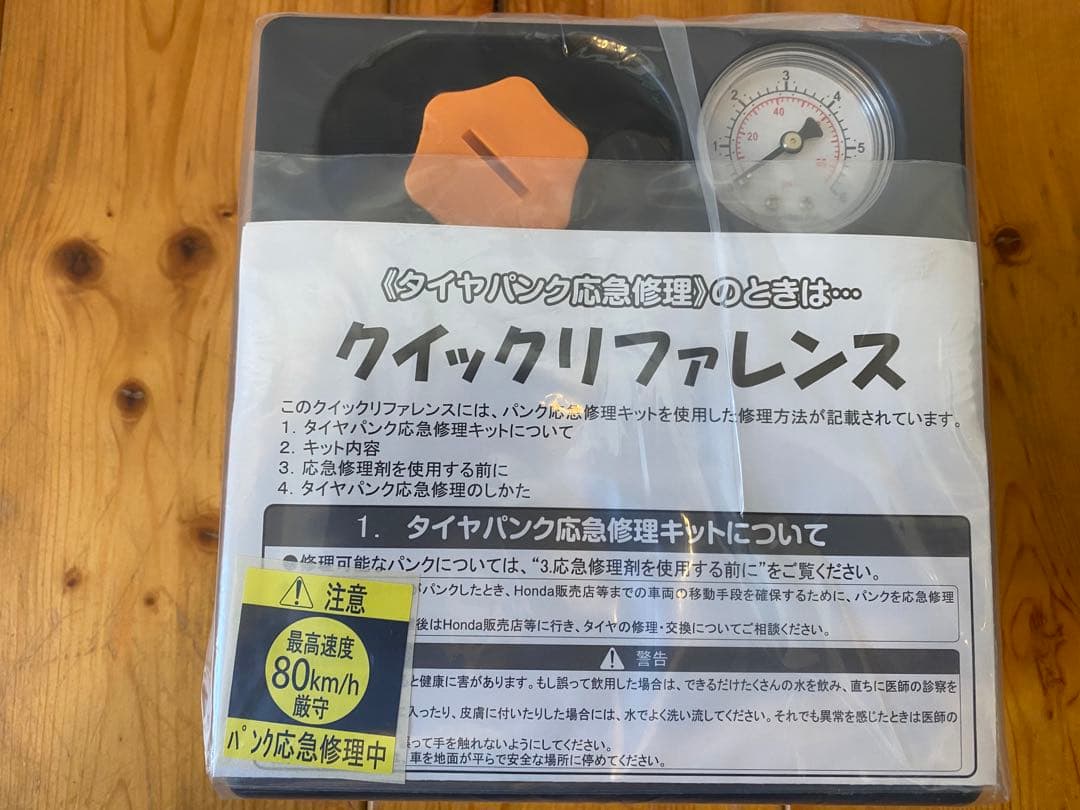 1 2 3 4 5
20 40
《タイヤパンク応急修理》のときは…
クイックリファレンス
このクイックリファレンスには、パンク応急修理キットを使用した修理方法が記載されています。
1. タイヤパンク応急修理キットについて
2. キット内容
3. 応急修理剤を使用する前に
4. タイヤパンク応急修理のしかた
1. タイヤパンク応急修理キットについて
●修理可能なパンクについては、“3.応急修理剤を使用する前に”をご覧ください。
がパンクしたとき、Honda販売店等までの車両の移動手段を確保するために、パンクを応急修理
後はHonda販売店等に行き、タイヤの修理・交換についてご相談ください。
警告
と健康に害があります。もし誤って飲用した場合は、できるだけたくさんの水を飲み、直ちに医師の診察を
入ったり、皮膚に付いたりした場合には、水でよく洗い流してください。それでも異常を感じたときは医師の
って手を触れないようにしてください。
車を地面が平らで安全な場所に停めてください。
注意
最高速度
80km/h
厳守
パンク応急修理中